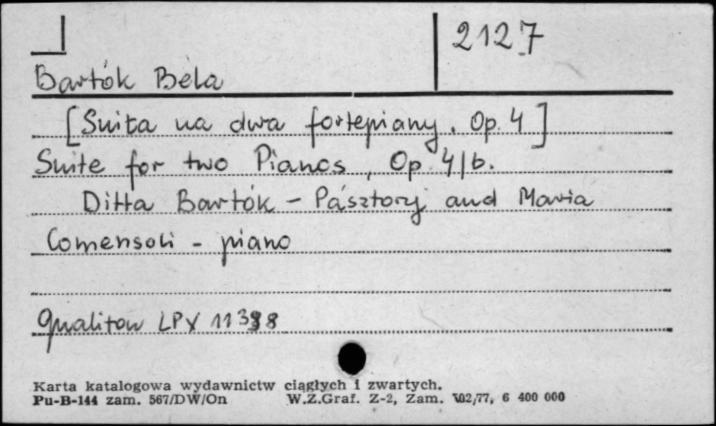 2127
Bartók Béla
[Suita na dwa fortepiany. Op. 4]
Suite for two Pianos, Op. 4/b.
Ditta Bartók - Pásztory and Maria
Comensoli - piano
Qualiton LPX
Karta katalogowa wydawnictw ciągłych i zwartych.
Pu-B-144 zam. 567/DW/On W.Z.Graf. Z-2, Zam. 102/77, 6 400 000